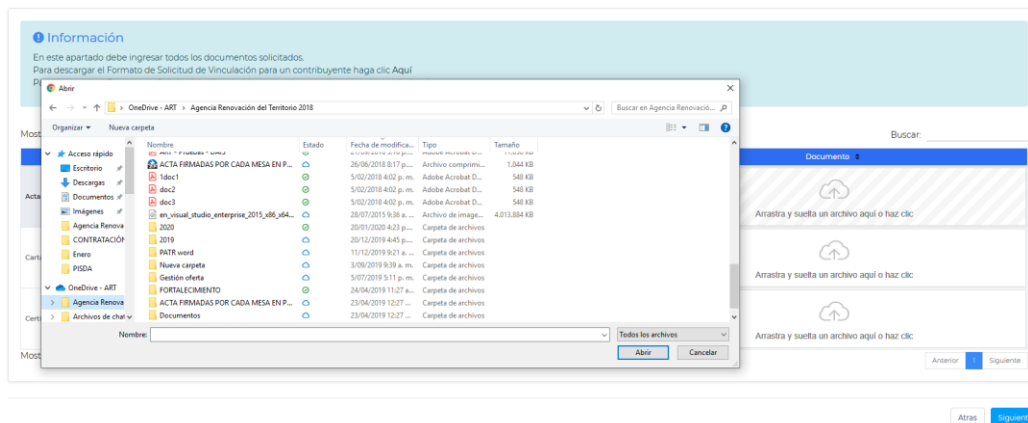 Información
En este apartado debe ingresar todos los documentos solicitados.
Para descargar el Formato de Solicitud de Vinculación para un contribuyente haga clic Aquí
Abrir
OneDrive - ART > Agencia Renovación del Territorio 2018
Buscar en Agencia Renovació...
Organizar
Nueva carpeta
Nombre Estado Fecha de modifica... Tipo Tamaño
Acceso rápido
Escritorio
Descargas
Documentos
Imágenes
Agencia Renova
CONTRATACIÓN
Enero
PISDA
OneDrive - ART
Agencia Renova
Archivos de chat
ACTA FIRMADAS POR CADA MESA EN P... 26/06/2018 8:17 p.... Archivo comprimi... 1.044 KB
1doc1 5/02/2018 4:02 p. m. Adobe Acrobat D... 548 KB
doc2 5/02/2018 4:02 p. m. Adobe Acrobat D... 548 KB
doc3 5/02/2018 4:02 p. m. Adobe Acrobat D... 548 KB
en_visual_studio_enterprise_2015_x86_x64... 28/07/2015 9:36 a. ... Archivo de image... 4.013.884 KB
2020 20/01/2020 4:23 p.... Carpeta de archivos
2019 20/12/2019 4:45 p.... Carpeta de archivos
PATR word 11/12/2019 9:21 a. ... Carpeta de archivos
Nueva carpeta 3/09/2019 9:39 a. m. Carpeta de archivos
Gestión oferta 5/07/2019 5:11 p. m. Carpeta de archivos
FORTALECIMIENTO 24/04/2019 11:27 a... Carpeta de archivos
ACTA FIRMADAS POR CADA MESA EN P... 23/04/2019 12:27 ... Carpeta de archivos
Documentos 23/04/2019 12:27 ... Carpeta de archivos
Nombre:
Todos los archivos
Abrir Cancelar
Most
Buscar:
Documento
Acta
Arrastra y suelta un archivo aquí o haz clic
Arrastra y suelta un archivo aquí o haz clic
Arrastra y suelta un archivo aquí o haz clic
Most
Anterior 1 Siguiente
Atras Siguient